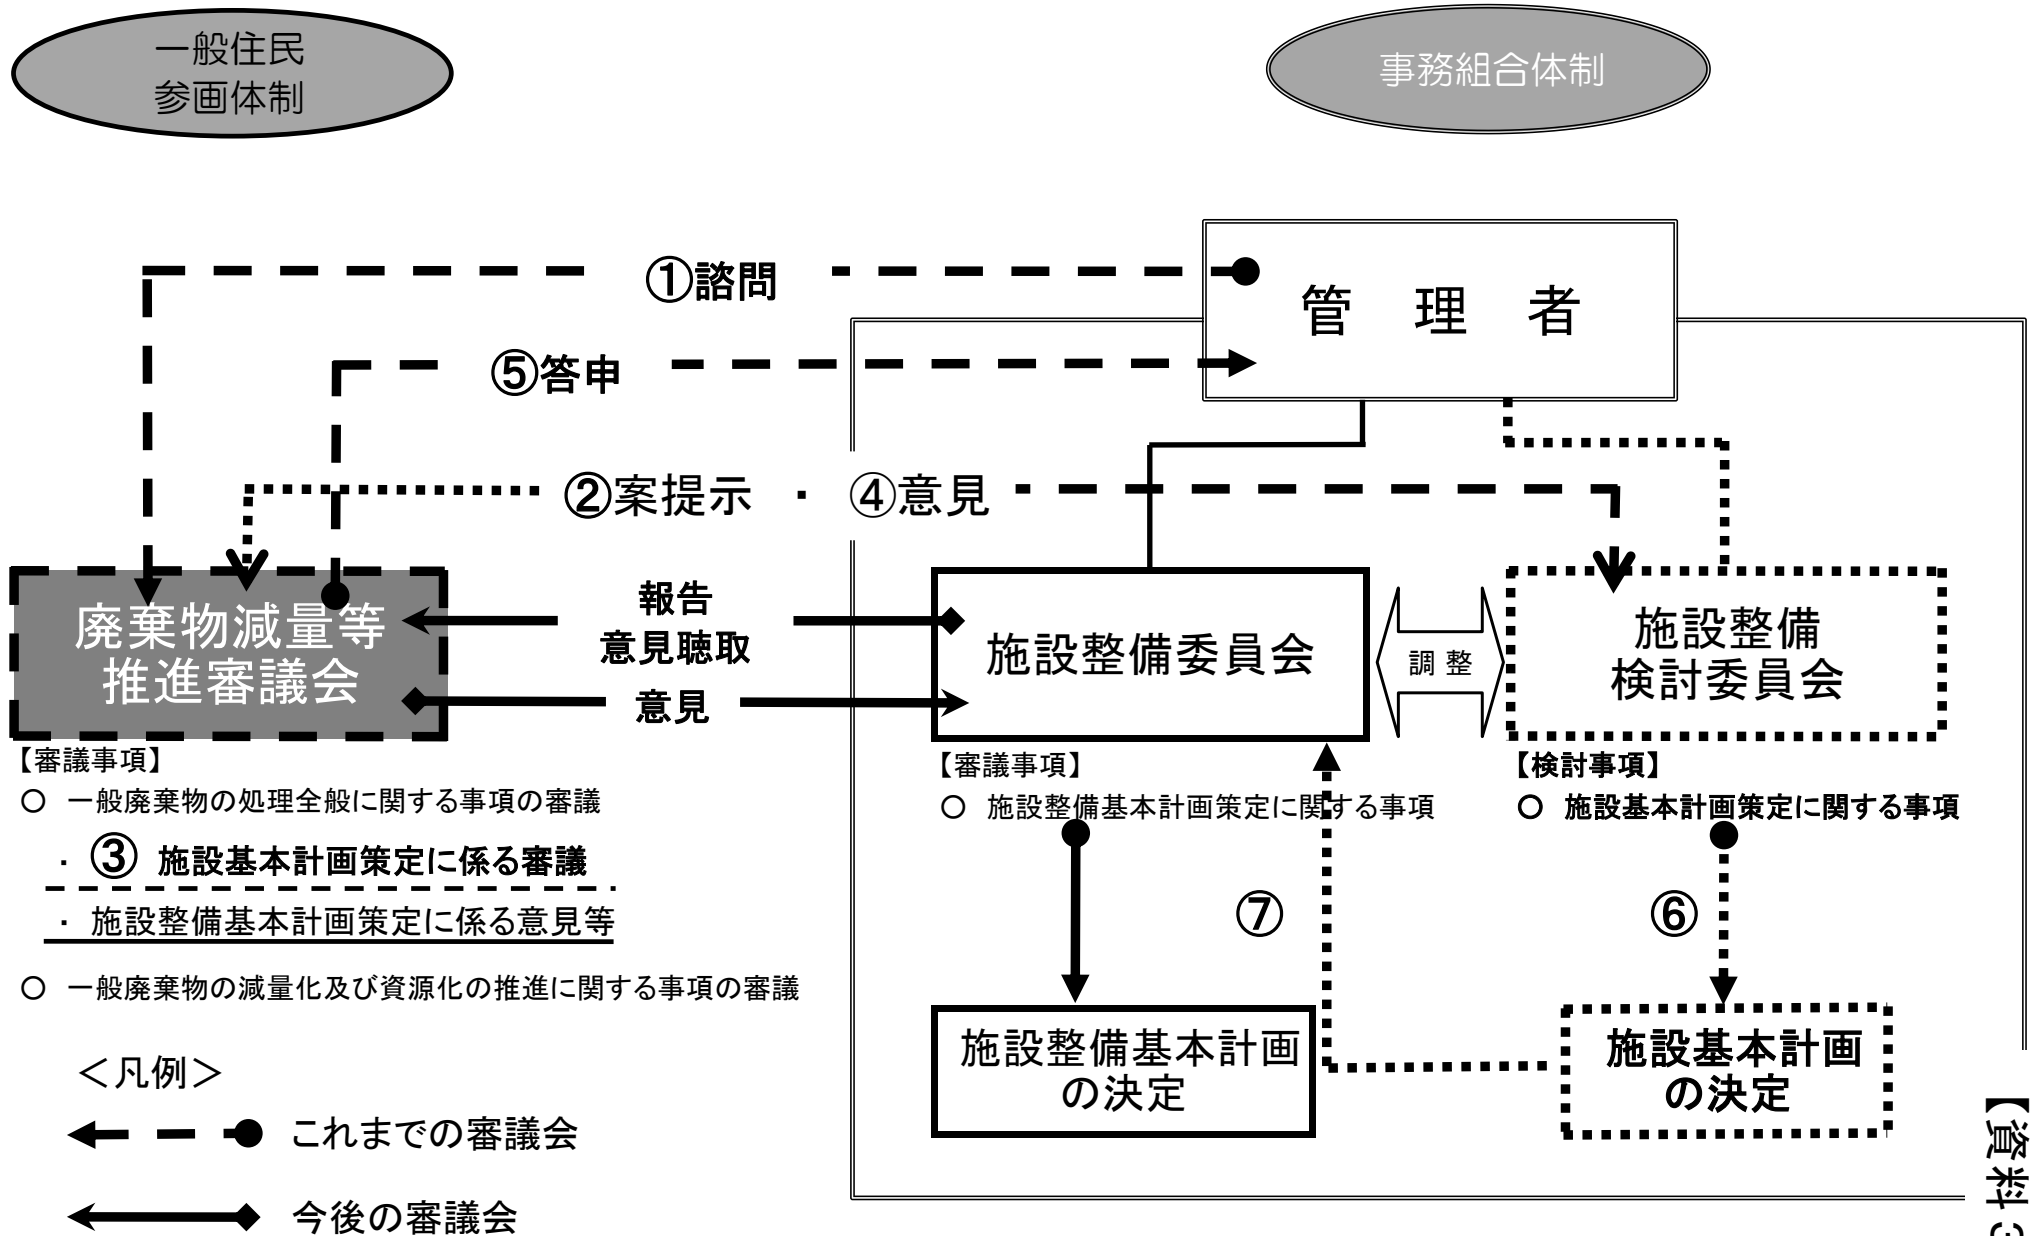 一般住民
参画体制
事務組合体制
①諮問
管　理　者
⑤答申
②案提示　・　④意見
廃棄物減量等
推進審議会
報告
意見聴取
意見
施設整備委員会
調 整
施設整備
検討委員会
【審議事項】
○　一般廃棄物の処理全般に関する事項の審議
・ ③ 施設基本計画策定に係る審議
・ 施設整備基本計画策定に係る意見等
○　一般廃棄物の減量化及び資源化の推進に関する事項の審議
【審議事項】
○　施設整備基本計画策定に関する事項
【検討事項】
○　施設基本計画策定に関する事項
⑦
⑥
施設整備基本計画
の決定
施設基本計画
の決定
＜凡例＞
これまでの審議会
今後の審議会
【資料３